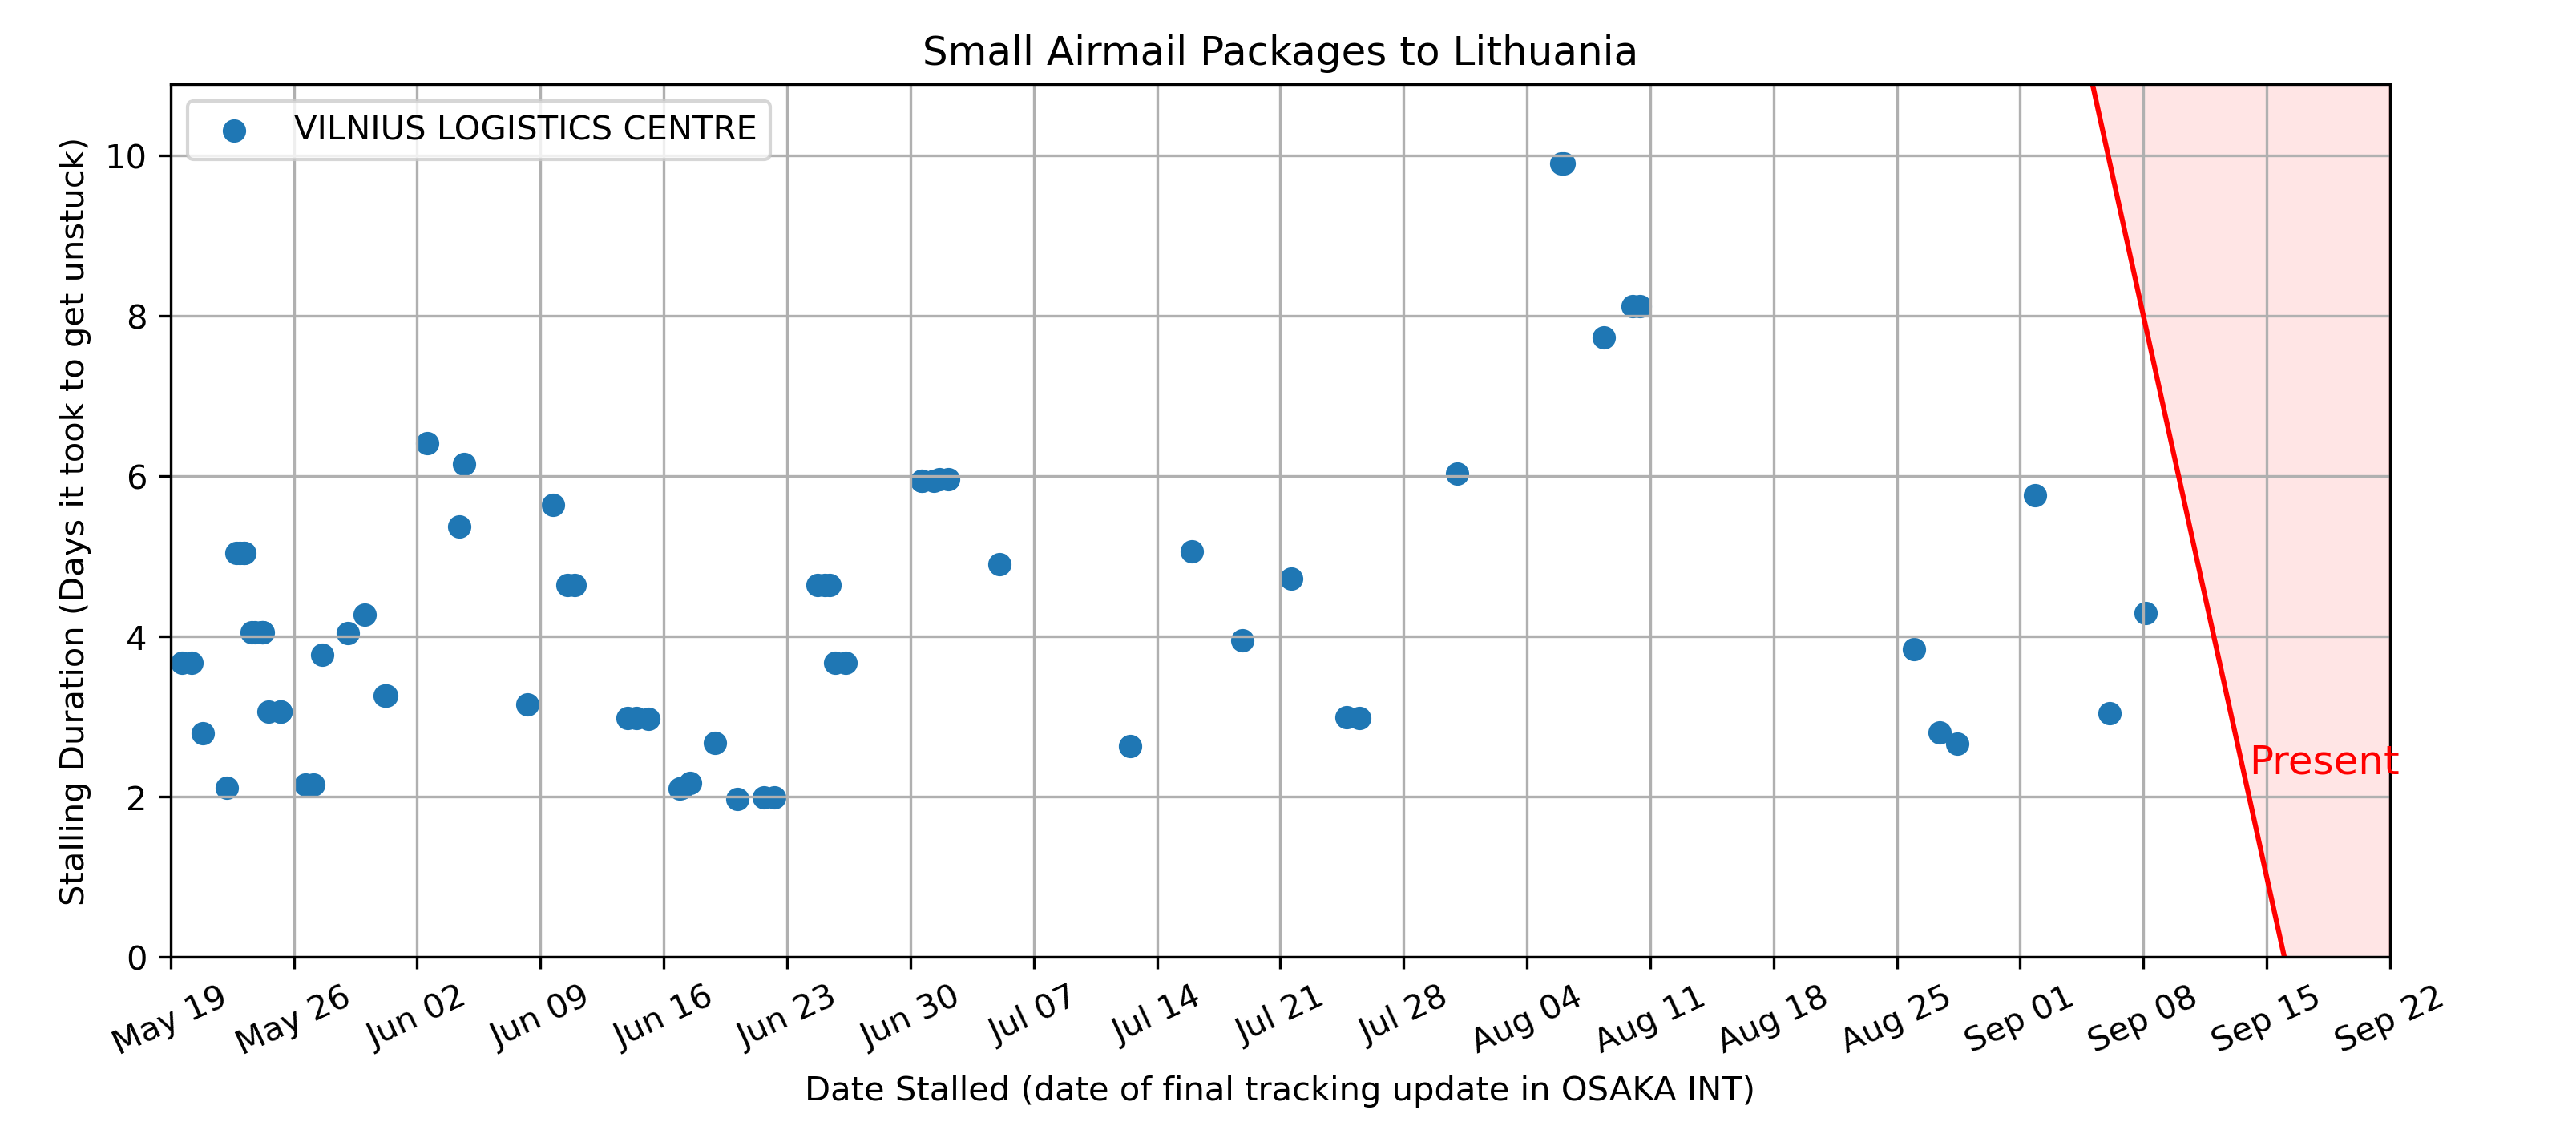 Small Airmail Packages to Lithuania
VILNIUS LOGISTICS CENTRE
Stalling Duration (Days it took to get unstuck)
10
8
6
4
2
0
Present
May 19 May 26 Jun 02 Jun 09 Jun 16 Jun 23 Jun 30 Jul 07 Jul 14 Jul 21 Jul 28 Aug 04 Aug 11 Aug 18 Aug 25 Sep 01 Sep 08 Sep 15 Sep 22
Date Stalled (date of final tracking update in OSAKA INT)